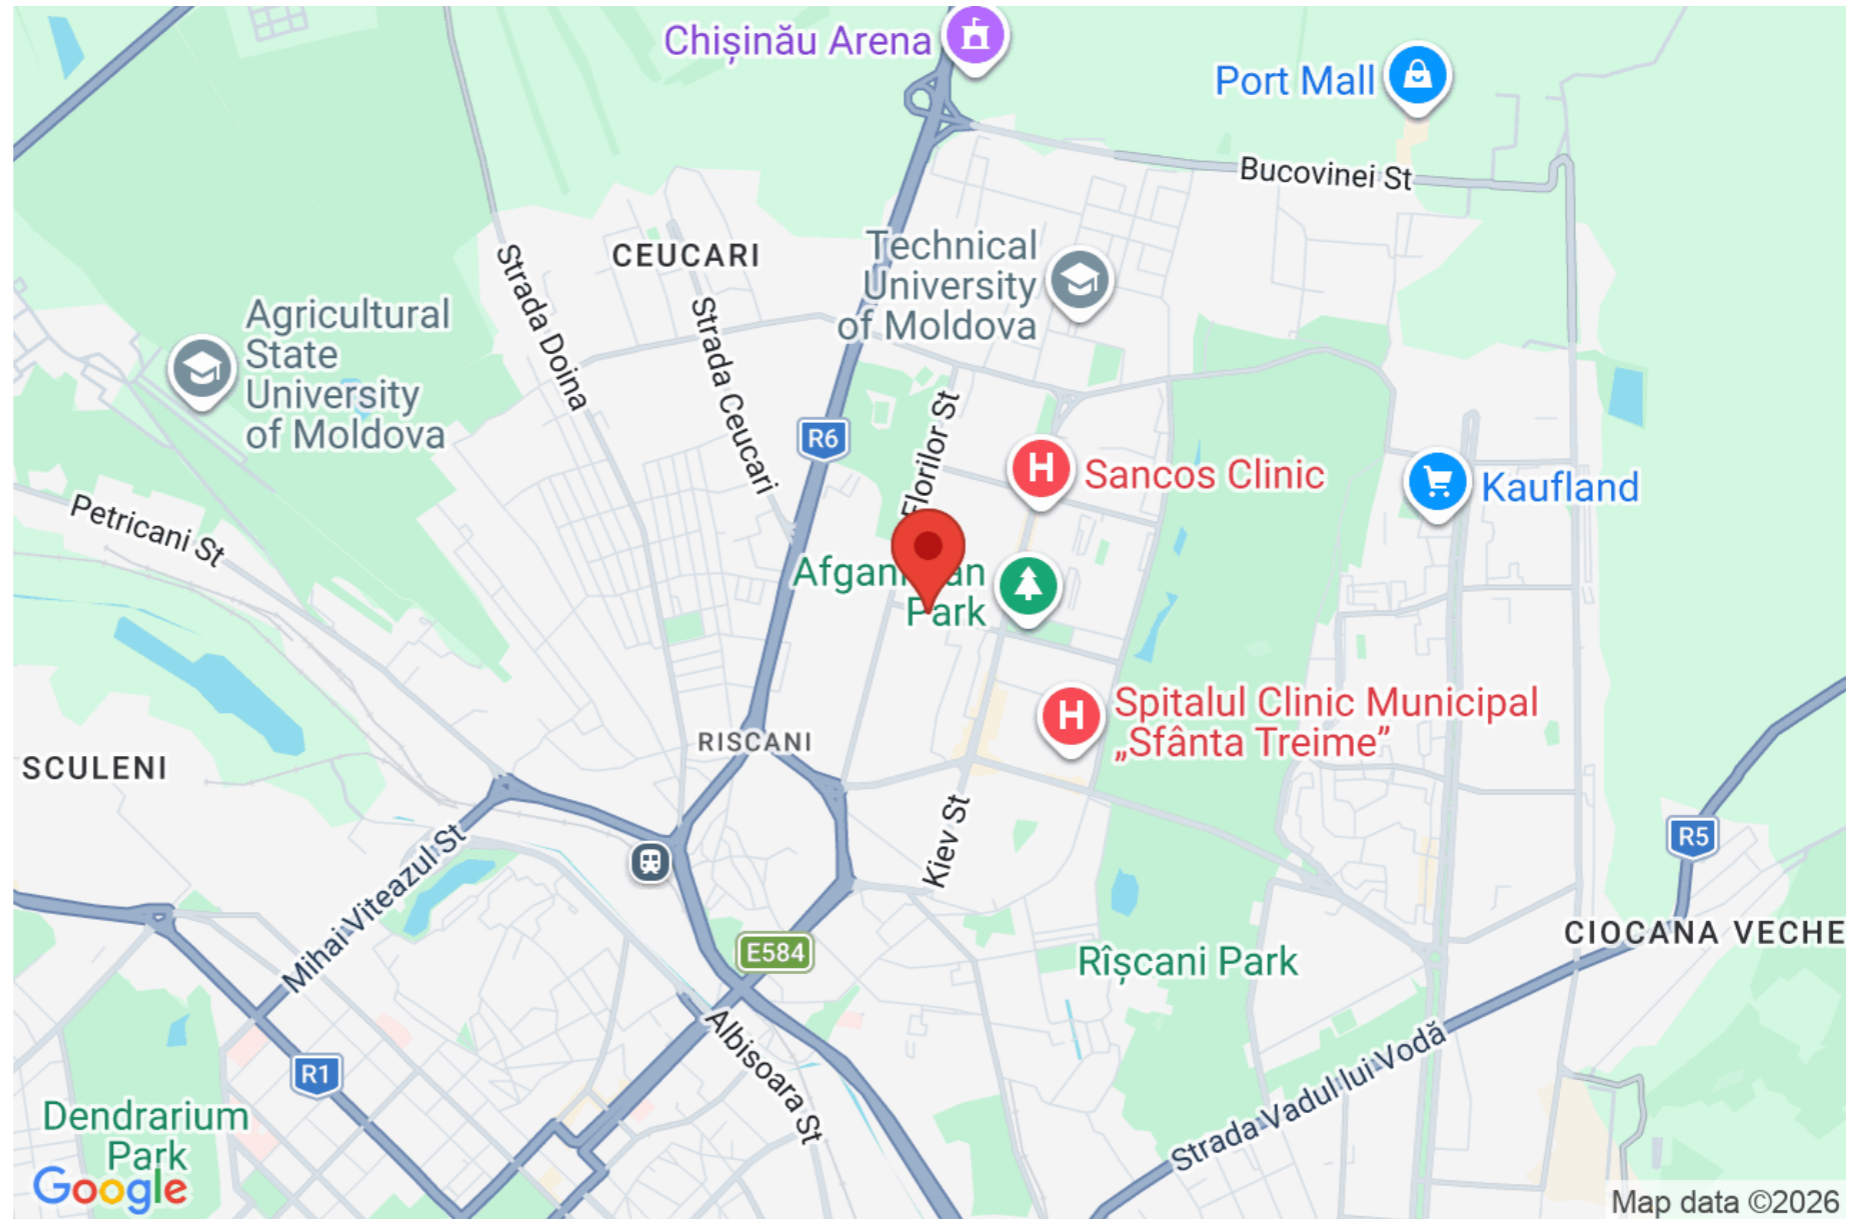 Chișinău Arena
Port Mall
Bucovinei St
Technical
University
of Moldova
CEUCARI
Strada Doina
Strada Ceucari
Agricultural
State
University
of Moldova
R6
Florilor St
Sancos Clinic
Kaufland
Petricani St
Park
Spitalul Clinic Municipal
„Sfânta Treime”
RISCANI
SCULENI
Kiev St
R5
Mihai Viteazul St
CIOCANA VECHE
E584
Rîșcani Park
Albisoara St
Strada Vadul lui Vodă
R1
Dendrarium
Park
Google
Map data ©2026